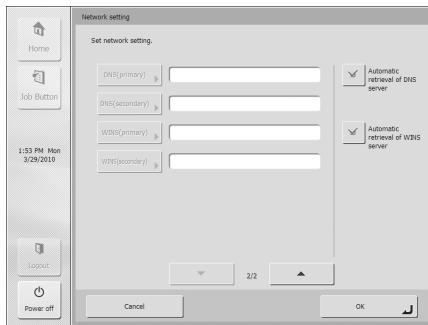 Network setting
Home
Set network setting.
DNS(primary)
Automatic
retrieval of DNS
server
Job Button
DNS(secondary)
WINS(primary)
Automatic
retrieval of WINS
server
1:53 PM Mon
3/29/2010
WINS(secondary)
Logout
2/2
Power off
Cancel
OK